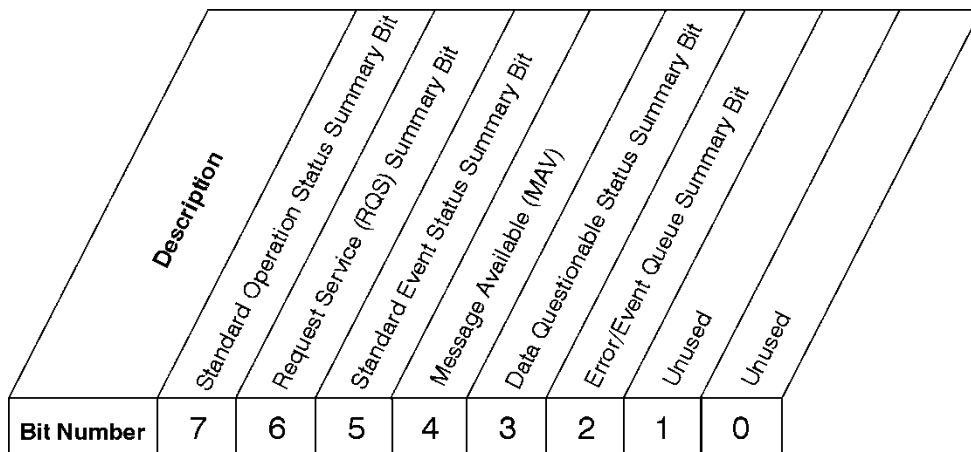 Description
Standard Operation Status Summary Bit
Request Service (RQS) Summary Bit
Standard Event Status Summary Bit
Message Available (MAV)
Data Questionable Status Summary Bit
Error/Event Queue Summary Bit
Unused
Unused
Bit Number 7 6 5 4 3 2 1 0